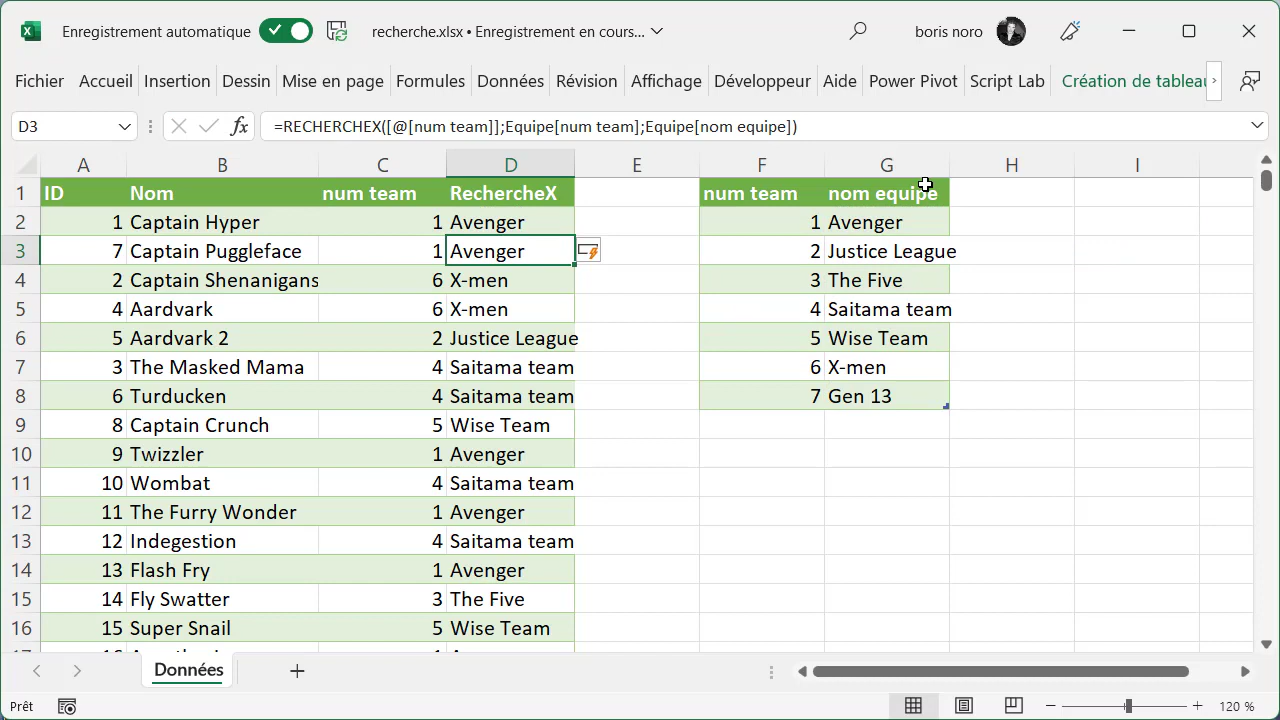 Enregistrement automatique recherche.xlsx • Enregistrement en cours... boris noro
Fichier Accueil Insertion Dessin Mise en page Formules Données Révision Affichage Développeur Aide Power Pivot Script Lab Création de tableau
D3 fx =RECHERCHEX([@[num team]];Equipe[num team];Equipe[nom equipe])
A B C D E F G H I
1 ID Nom num team RechercheX num team nom equipe
2 1 Captain Hyper 1 Avenger 1 Avenger
3 7 Captain Puggleface 1 Avenger 2 Justice League
4 2 Captain Shenanigans 6 X-men 3 The Five
5 4 Aardvark 6 X-men 4 Saitama team
6 5 Aardvark 2 2 Justice League 5 Wise Team
7 3 The Masked Mama 4 Saitama team 6 X-men
8 6 Turducken 4 Saitama team 7 Gen 13
9 8 Captain Crunch 5 Wise Team
10 9 Twizzler 1 Avenger
11 10 Wombat 4 Saitama team
12 11 The Furry Wonder 1 Avenger
13 12 Indegestion 4 Saitama team
14 13 Flash Fry 1 Avenger
15 14 Fly Swatter 3 The Five
16 15 Super Snail 5 Wise Team
Données
Prêt 120 %